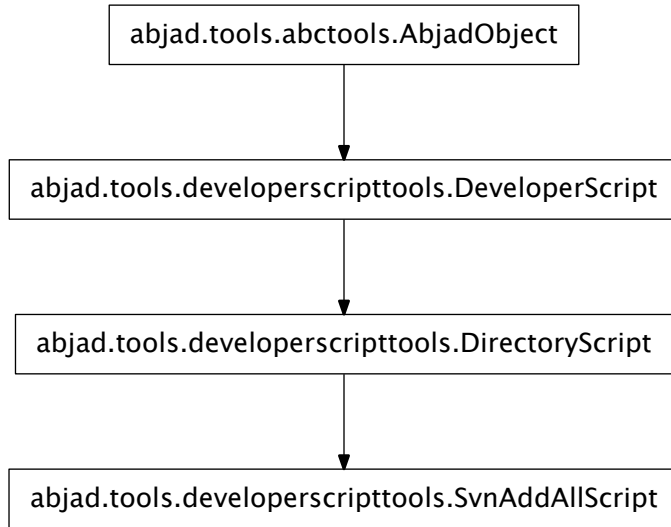 abjad.tools.abctools.AbjadObject
abjad.tools.developerscripttools.DeveloperScript
abjad.tools.developerscripttools.DirectoryScript
abjad.tools.developerscripttools.SvnAddAllScript